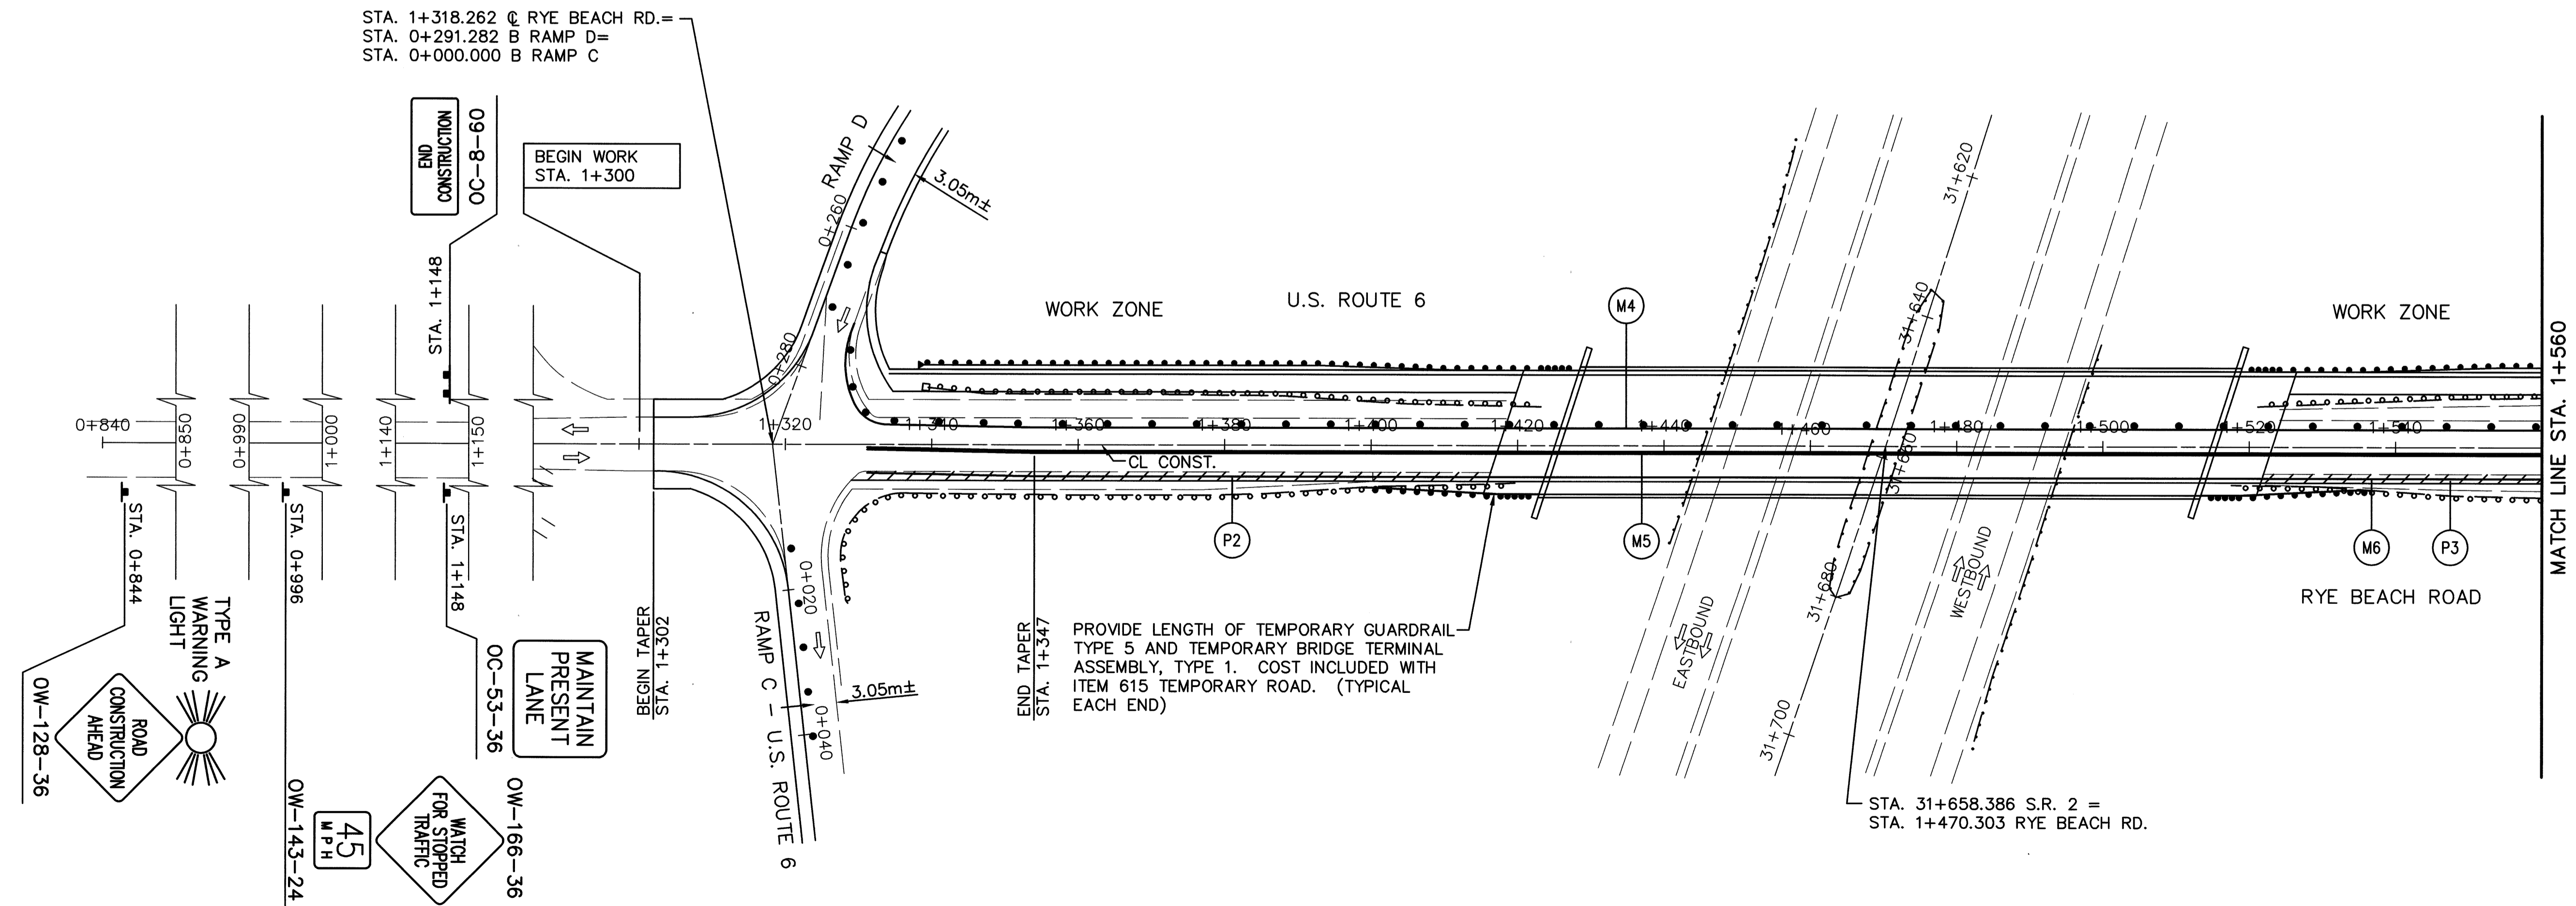 STA. 1+318.262 ℄ RYE BEACH RD.=
STA. 0+291.282 B RAMP D=
STA. 0+000.000 B RAMP C
END
CONSTRUCTION
OC-8-60
BEGIN WORK
STA. 1+300
STA. 1+148
RAMP D
3.05m±
0+260
0+280
WORK ZONE
U.S. ROUTE 6
M4
31+620
31+640
WORK ZONE
MATCH LINE STA. 1+560
0+840
0+850
0+990
1+000
1+140
1+150
1+320
1+340
1+360
1+380
1+400
1+420
1+440
1+460
1+480
1+500
1+520
1+540
CL CONST.
31+660
P2
M5
M6
P3
RYE BEACH ROAD
STA. 0+844
STA. 0+996
STA. 1+148
TYPE A
WARNING
LIGHT
ROAD
CONSTRUCTION
AHEAD
OW-128-36
OW-143-24
45
MPH
WATCH
FOR STOPPED
TRAFFIC
OW-166-36
OC-53-36
MAINTAIN
PRESENT
LANE
BEGIN TAPER
STA. 1+302
0+020
0+040
RAMP C - U.S. ROUTE 6
3.05m±
END TAPER
STA. 1+347
PROVIDE LENGTH OF TEMPORARY GUARDRAIL
TYPE 5 AND TEMPORARY BRIDGE TERMINAL
ASSEMBLY, TYPE 1. COST INCLUDED WITH
ITEM 615 TEMPORARY ROAD. (TYPICAL
EACH END)
EASTBOUND
WESTBOUND
31+680
31+700
STA. 31+658.386 S.R. 2 =
STA. 1+470.303 RYE BEACH RD.